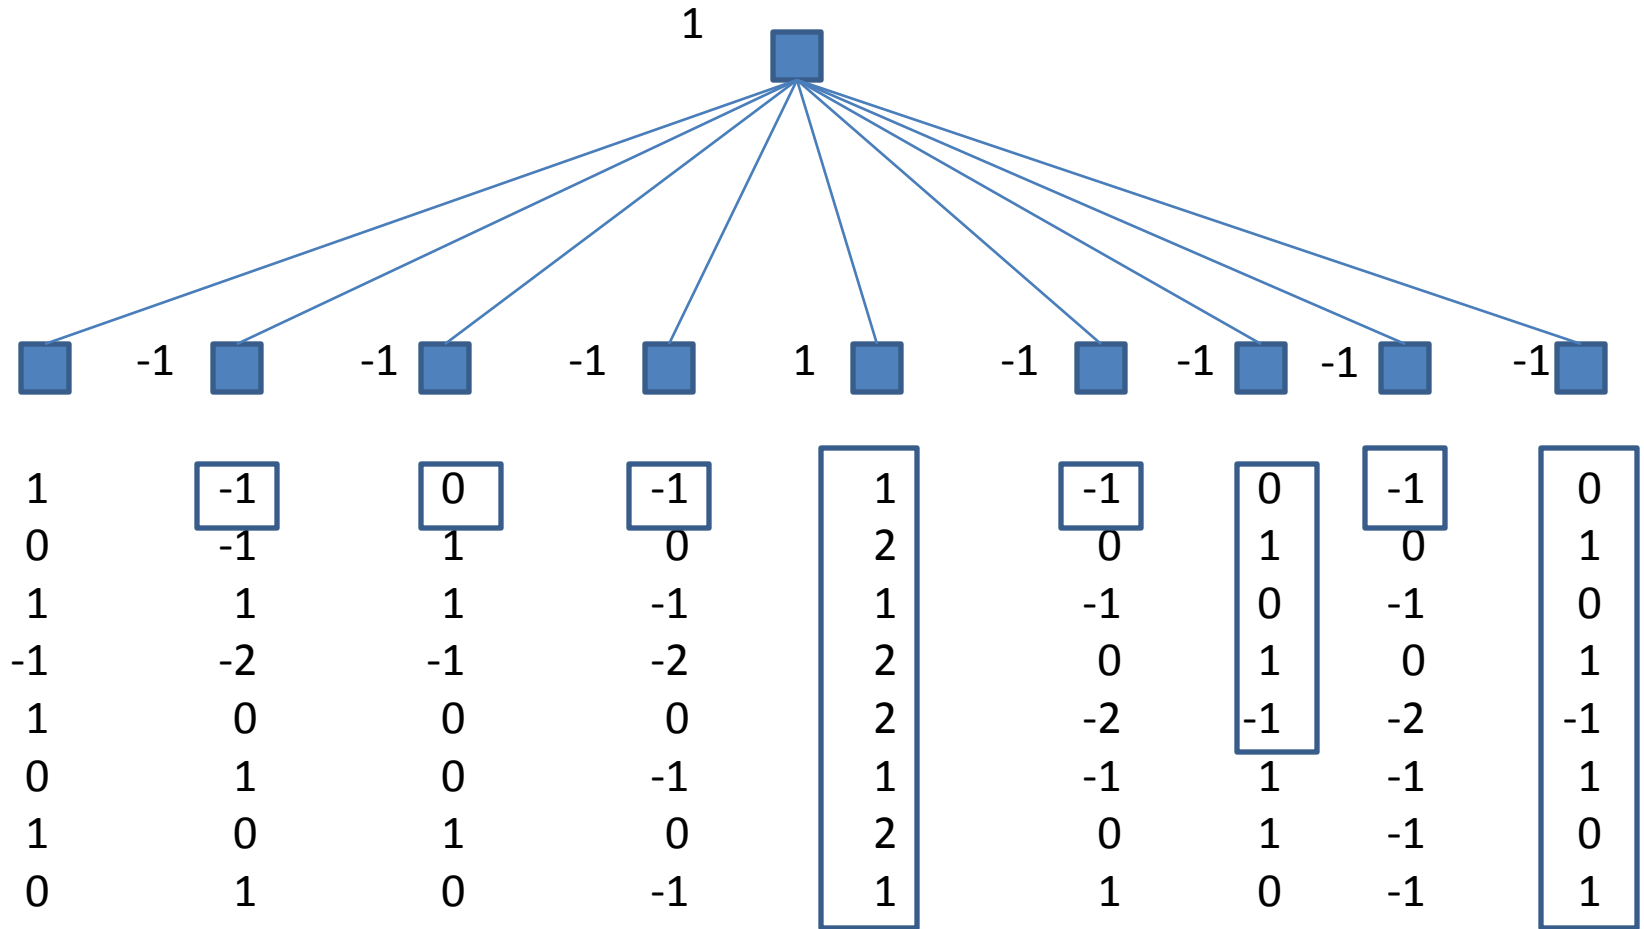 1
-1 -1 -1 1 -1 -1 -1 -1
1 -1 0 -1 1 -1 0 -1 0
0 -1 1 0 2 0 1 0 1
1 1 1 -1 1 -1 0 -1 0
-1 -2 -1 -2 2 0 1 0 1
1 0 0 0 2 -2 -1 -2 -1
0 1 0 -1 1 -1 1 -1 1
1 0 1 0 2 0 1 -1 0
0 1 0 -1 1 1 0 -1 1